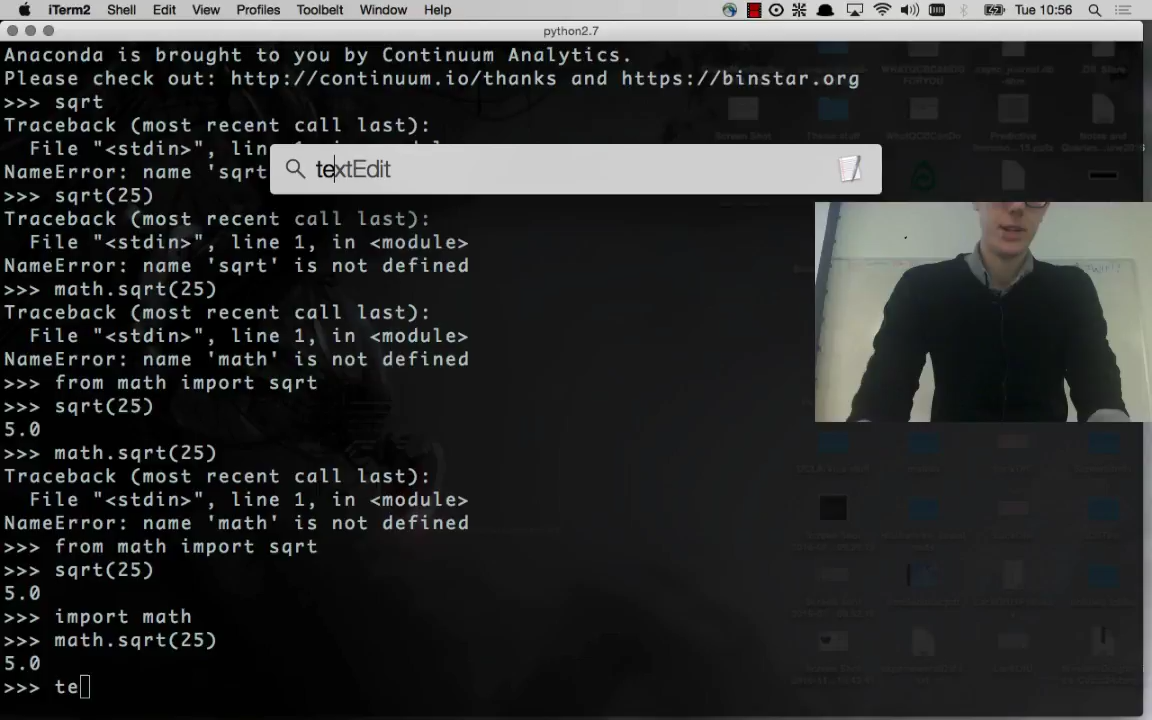 iTerm2 Shell Edit View Profiles Toolbelt Window Help Tue 10:56
python2.7
Anaconda is brought to you by Continuum Analytics.
Please check out: http://continuum.io/thanks and https://binstar.org
>>> sqrt
Traceback (most recent call last):
File "<stdin>", line
NameError: name 'sqrt
textEdit
>>> sqrt(25)
Traceback (most recent call last):
File "<stdin>", line 1, in <module>
NameError: name 'sqrt' is not defined
>>> math.sqrt(25)
Traceback (most recent call last):
File "<stdin>", line 1, in <module>
NameError: name 'math' is not defined
>>> from math import sqrt
>>> sqrt(25)
5.0
>>> math.sqrt(25)
Traceback (most recent call last):
File "<stdin>", line 1, in <module>
NameError: name 'math' is not defined
>>> from math import sqrt
>>> sqrt(25)
5.0
>>> import math
>>> math.sqrt(25)
5.0
>>> te